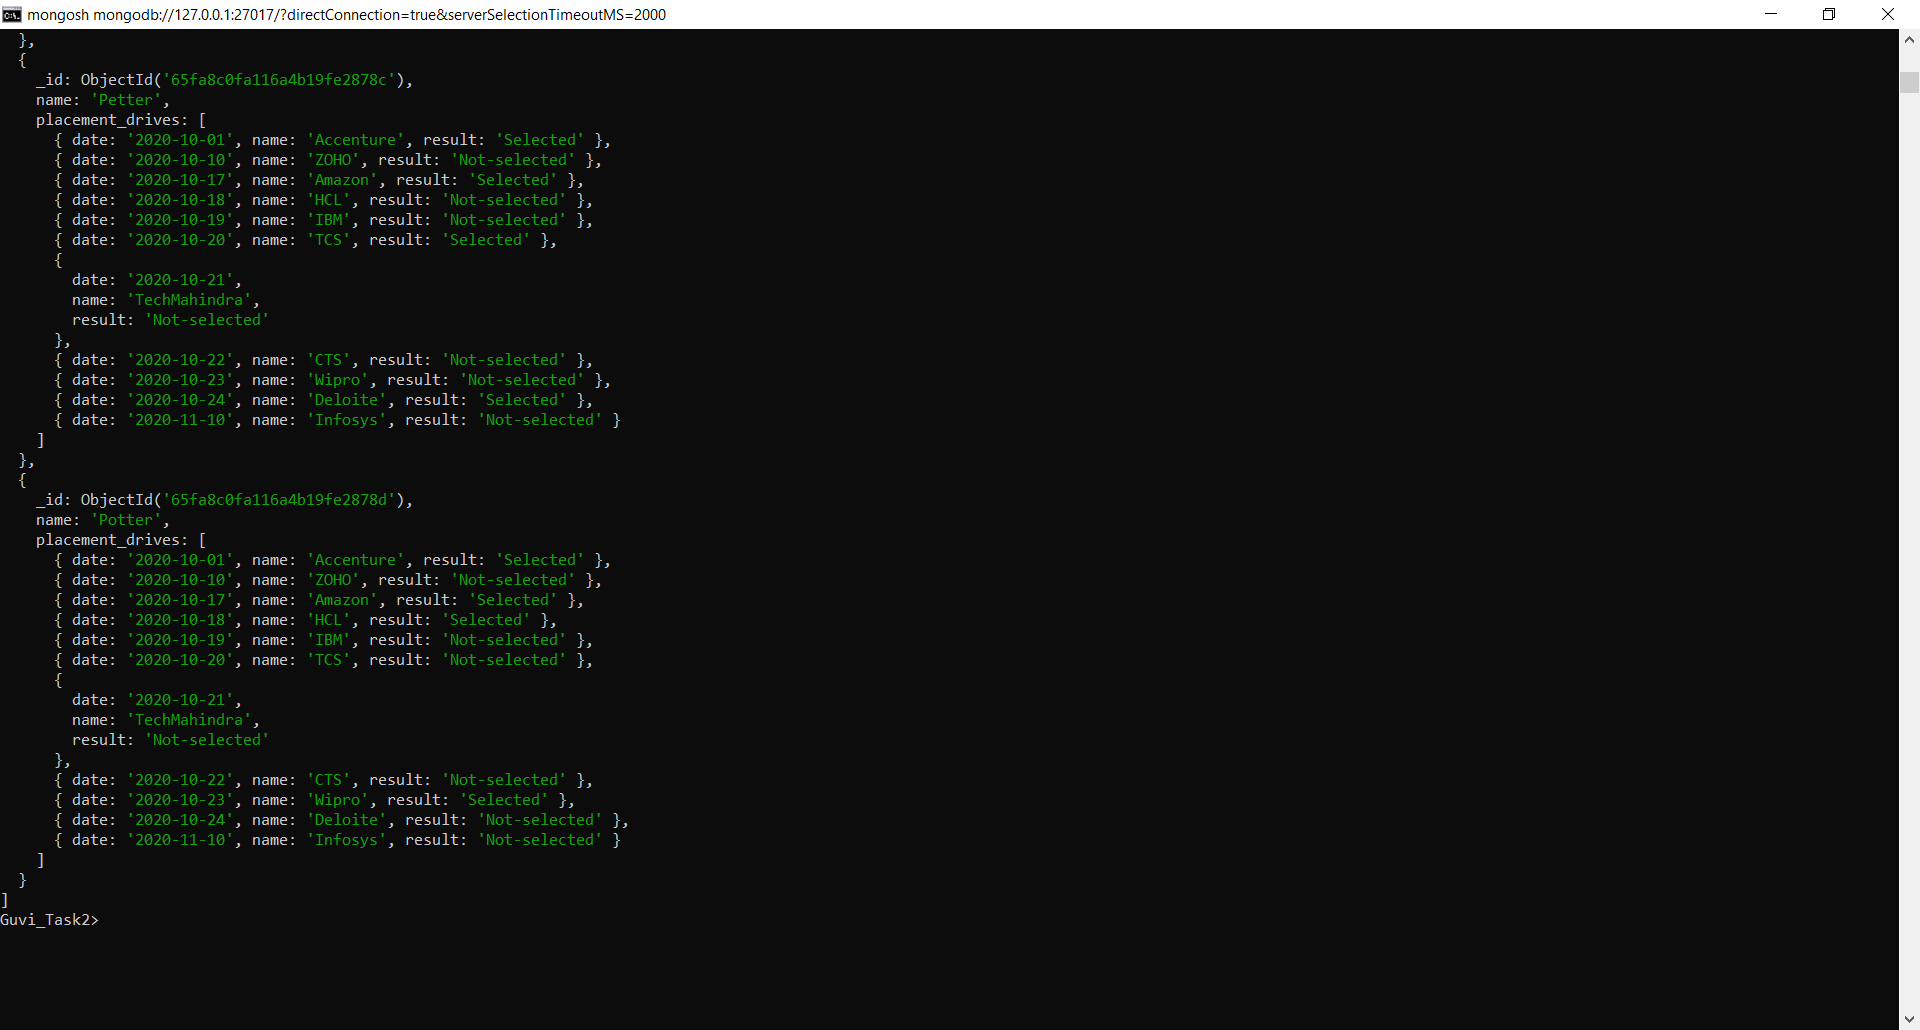 mongosh mongodb://127.0.0.1:27017/?directConnection=true&serverSelectionTimeoutMS=2000
  },
  {
    _id: ObjectId('65fa8c0fa116a4b19fe2878c'),
    name: 'Petter',
    placement_drives: [
      { date: '2020-10-01', name: 'Accenture', result: 'Selected' },
      { date: '2020-10-10', name: 'ZOHO', result: 'Not-selected' },
      { date: '2020-10-17', name: 'Amazon', result: 'Selected' },
      { date: '2020-10-18', name: 'HCL', result: 'Not-selected' },
      { date: '2020-10-19', name: 'IBM', result: 'Not-selected' },
      { date: '2020-10-20', name: 'TCS', result: 'Selected' },
      {
        date: '2020-10-21',
        name: 'TechMahindra',
        result: 'Not-selected'
      },
      { date: '2020-10-22', name: 'CTS', result: 'Not-selected' },
      { date: '2020-10-23', name: 'Wipro', result: 'Not-selected' },
      { date: '2020-10-24', name: 'Deloite', result: 'Selected' },
      { date: '2020-11-10', name: 'Infosys', result: 'Not-selected' }
    ]
  },
  {
    _id: ObjectId('65fa8c0fa116a4b19fe2878d'),
    name: 'Potter',
    placement_drives: [
      { date: '2020-10-01', name: 'Accenture', result: 'Selected' },
      { date: '2020-10-10', name: 'ZOHO', result: 'Not-selected' },
      { date: '2020-10-17', name: 'Amazon', result: 'Selected' },
      { date: '2020-10-18', name: 'HCL', result: 'Selected' },
      { date: '2020-10-19', name: 'IBM', result: 'Not-selected' },
      { date: '2020-10-20', name: 'TCS', result: 'Not-selected' },
      {
        date: '2020-10-21',
        name: 'TechMahindra',
        result: 'Not-selected'
      },
      { date: '2020-10-22', name: 'CTS', result: 'Not-selected' },
      { date: '2020-10-23', name: 'Wipro', result: 'Selected' },
      { date: '2020-10-24', name: 'Deloite', result: 'Not-selected' },
      { date: '2020-11-10', name: 'Infosys', result: 'Not-selected' }
    ]
  }
]
Guvi_Task2>